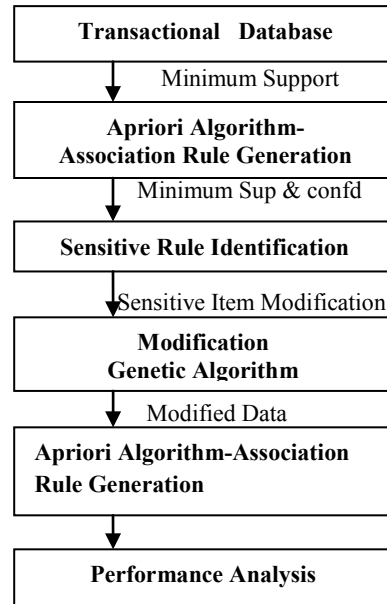 Transactional Database
Minimum Support
Apriori Algorithm-
Association Rule Generation
Minimum Sup & confd
Sensitive Rule Identification
Sensitive Item Modification
Modification
Genetic Algorithm
Modified Data
Apriori Algorithm-Association
Rule Generation
Performance Analysis